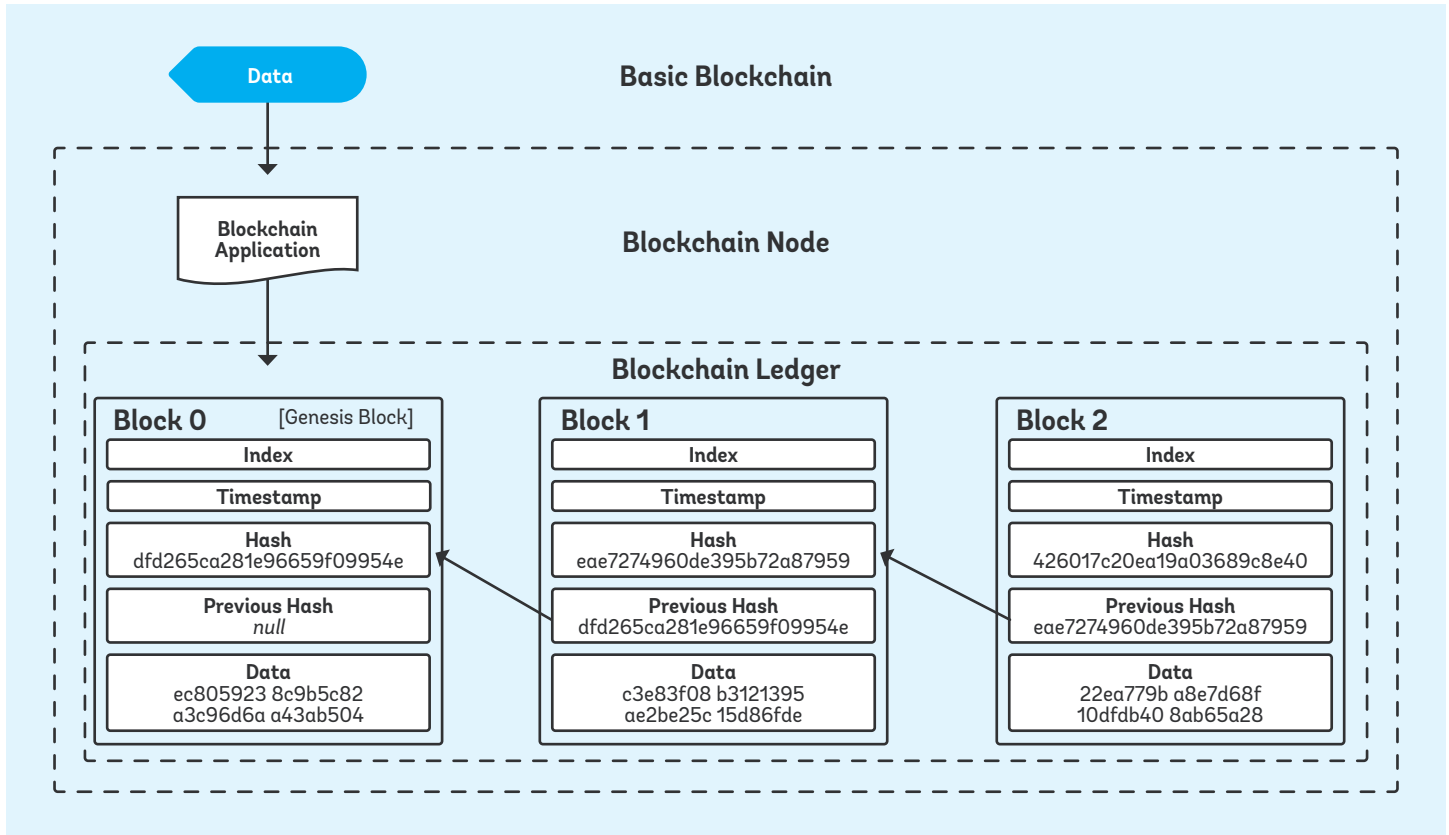 Data
Basic Blockchain
Blockchain
Application
Blockchain Node
Blockchain Ledger
Block 0
[Genesis Block]
Index
Timestamp
Hash
dfd265ca281e96659f09954e
Previous Hash
null
Data
ec805923 8c9b5c82
a3c96d6a a43ab504
Block 1
Index
Timestamp
Hash
eae7274960de395b72a87959
Previous Hash
dfd265ca281e96659f09954e
Data
c3e83f08 b3121395
ae2be25c 15d86fde
Block 2
Index
Timestamp
Hash
426017c20ea19a03689c8e40
Previous Hash
eae7274960de395b72a87959
Data
22ea779b a8e7d68f
10dfdb40 8ab65a28